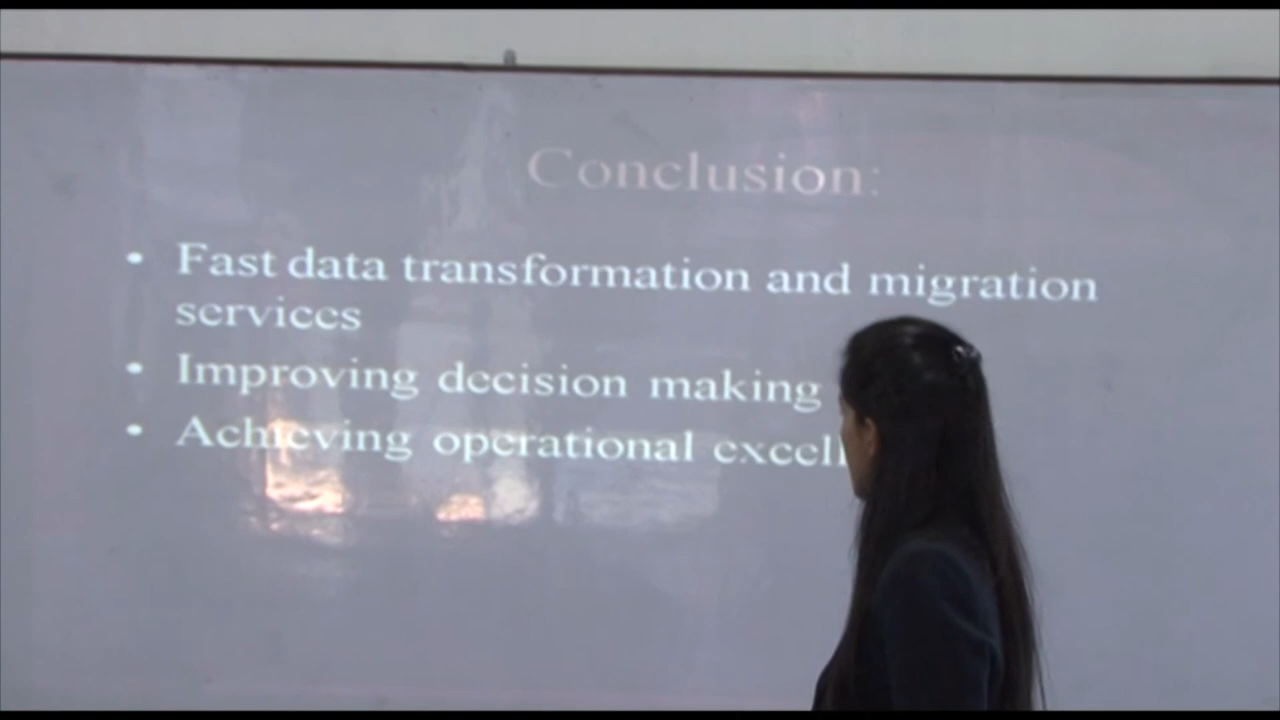 Conclusion:
• Fast data transformation and migration
services
• Improving decision making
• Achieving operational